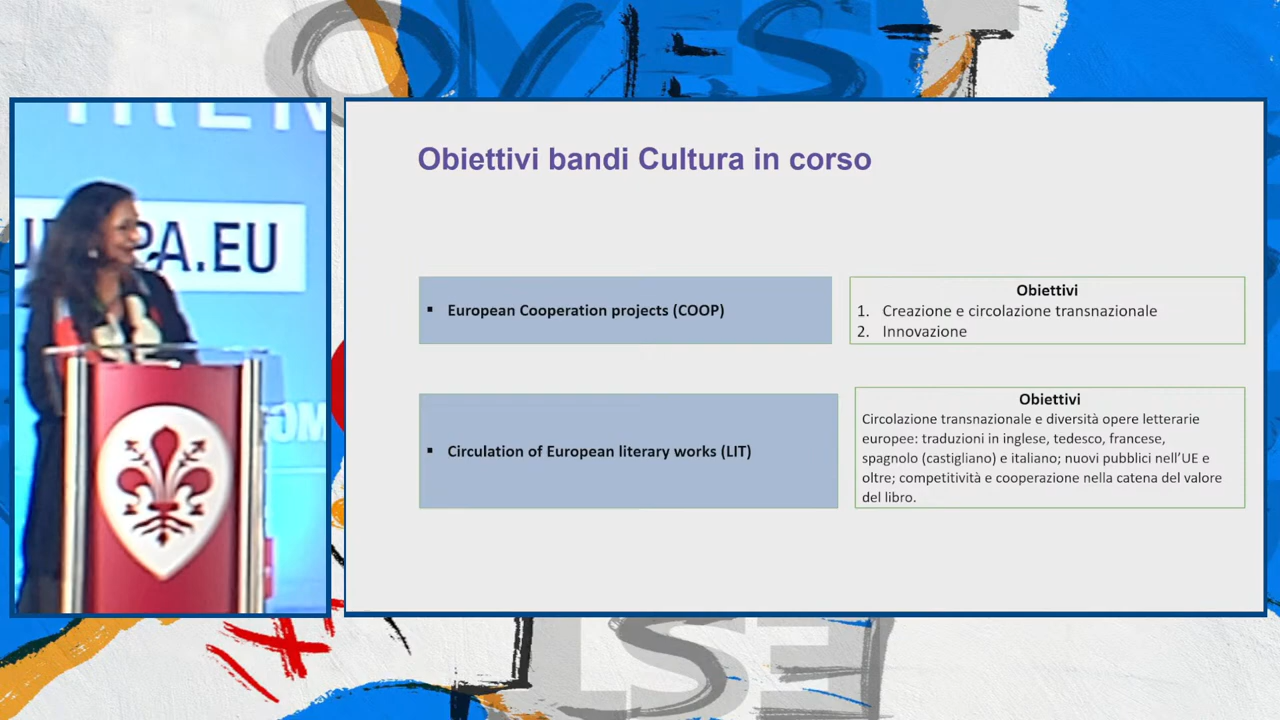 OVEST
Obiettivi bandi Cultura in corso
▪ European Cooperation projects (COOP)
Obiettivi
1. Creazione e circolazione transnazionale
2. Innovazione
▪ Circulation of European literary works (LIT)
Obiettivi
Circolazione transnazionale e diversità opere letterarie
europee: traduzioni in inglese, tedesco, francese,
spagnolo (castigliano) e italiano; nuovi pubblici nell'UE e
oltre; competitività e cooperazione nella catena del valore
del libro.